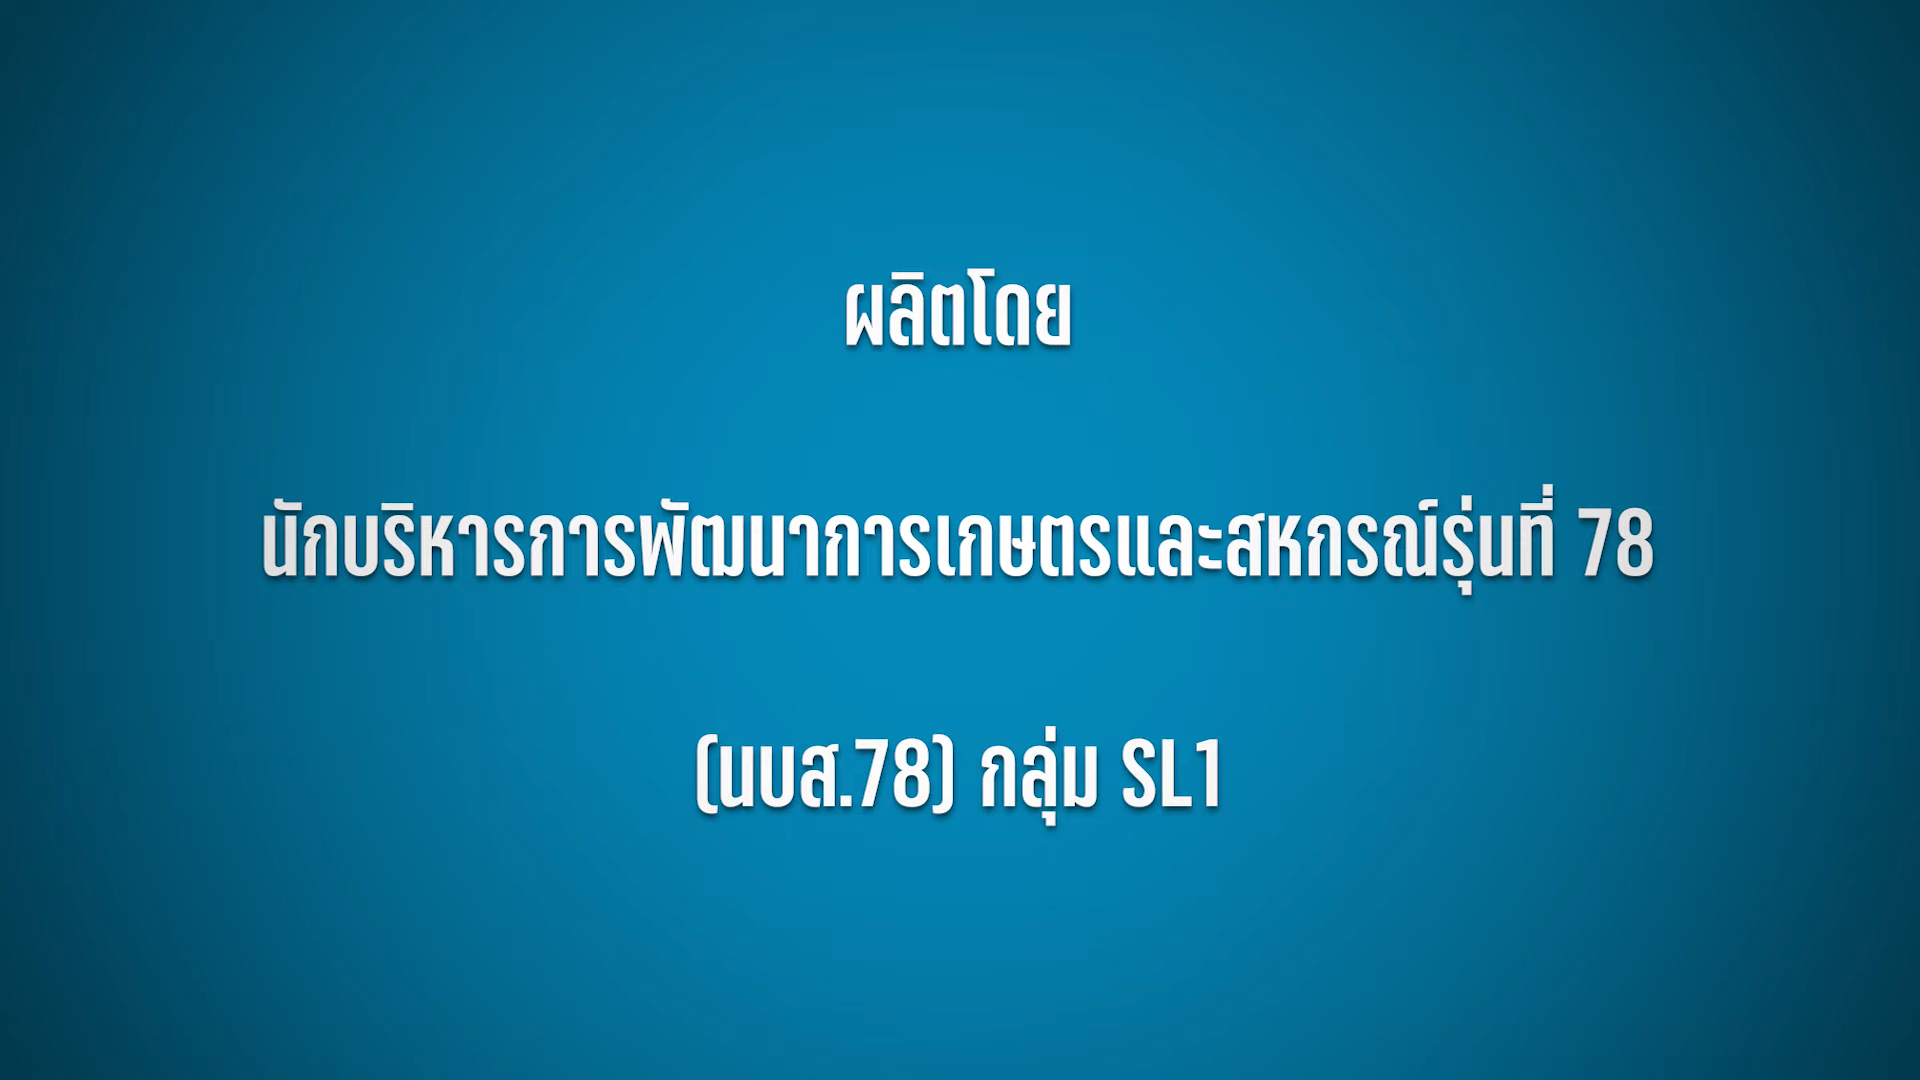 ผลิตโดย
นักบริหารการพัฒนาการเกษตรและสหกรณ์รุ่นที่ 78
(นบส.78) กลุ่ม SL1